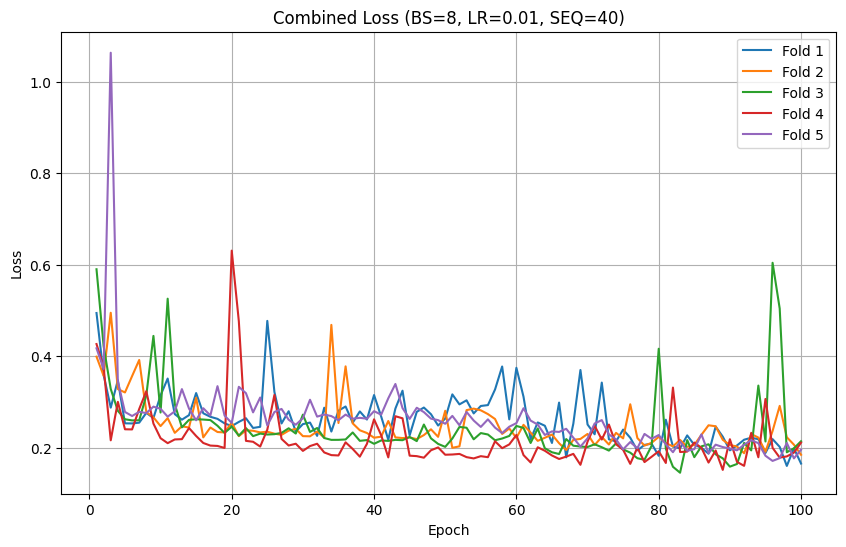 Combined Loss (BS=8, LR=0.01, SEQ=40)
Fold 1
Fold 2
Fold 3
Fold 4
Fold 5
Loss
1.0
0.8
0.6
0.4
0.2
0 20 40 60 80 100
Epoch